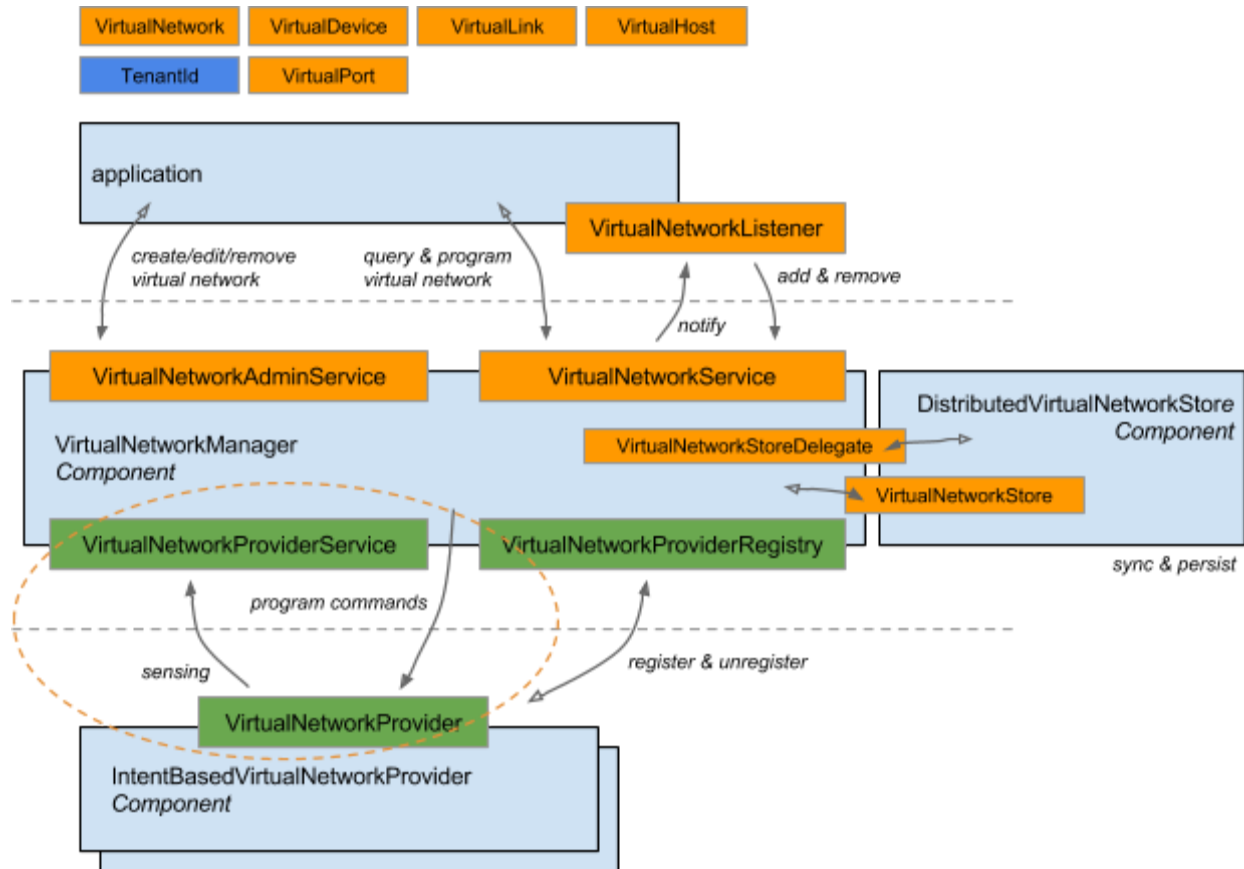 VirtualNetwork
VirtualDevice
VirtualLink
VirtualHost
TenantId
VirtualPort
application
VirtualNetworkListener
create/edit/remove
virtual network
query & program
virtual network
add & remove
notify
VirtualNetworkAdminService
VirtualNetworkService
DistributedVirtualNetworkStore
Component
VirtualNetworkManager
Component
VirtualNetworkStoreDelegate
VirtualNetworkStore
VirtualNetworkProviderService
VirtualNetworkProviderRegistry
sync & persist
program commands
sensing
register & unregister
VirtualNetworkProvider
IntentBasedVirtualNetworkProvider
Component